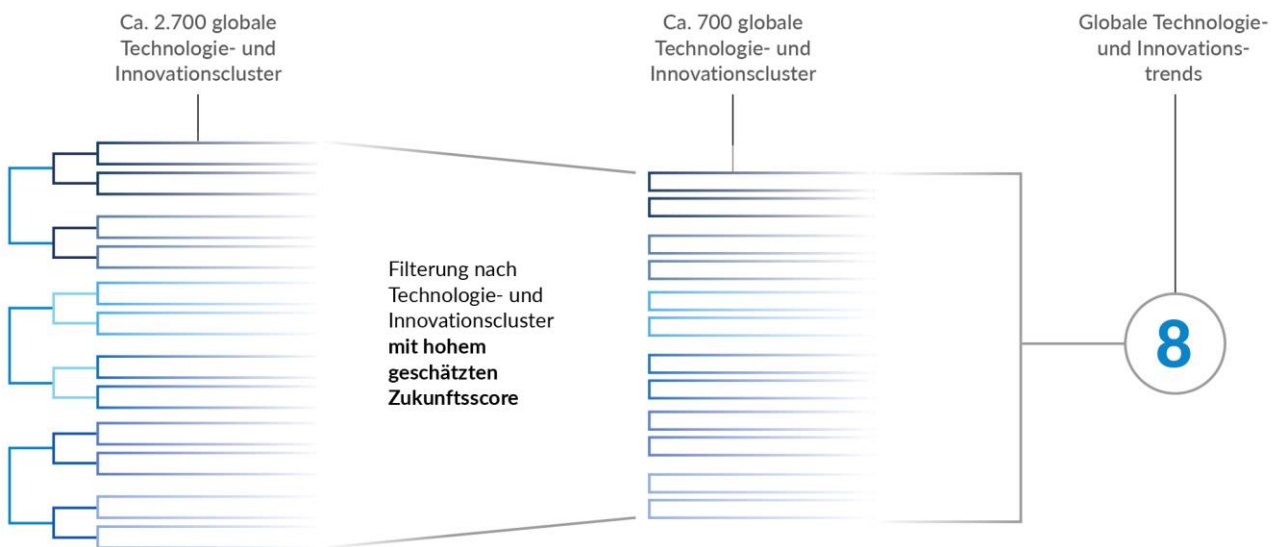 Ca. 2.700 globale
Technologie- und
Innovationscluster
Ca. 700 globale
Technologie- und
Innovationscluster
Globale Technologie-
und Innovations-
trends
Filterung nach
Technologie- und
Innovationscluster
mit hohem
geschätzten
Zukunftsscore
8